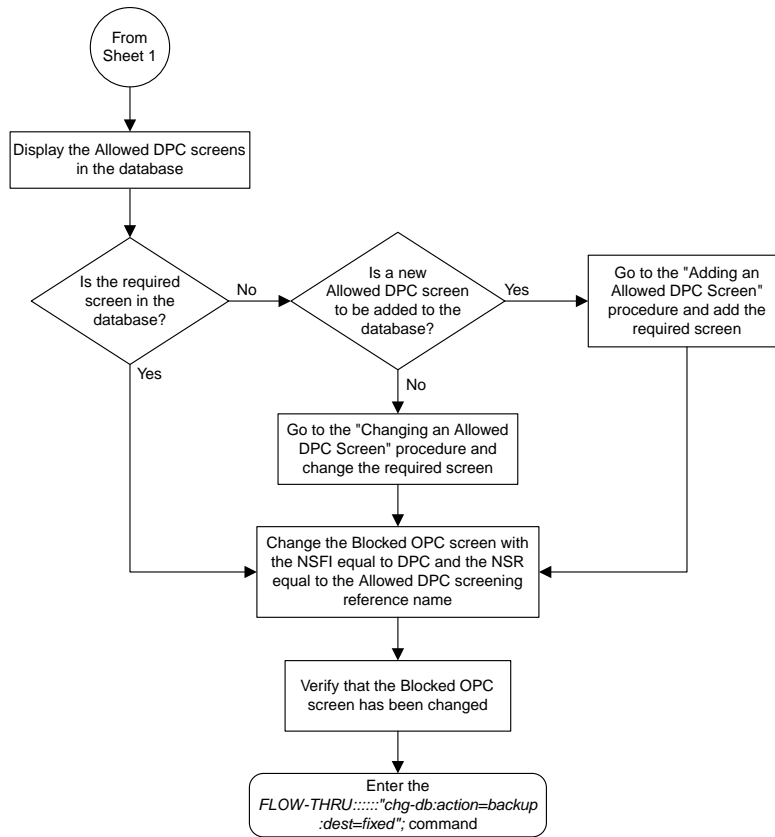 From
Sheet 1
Display the Allowed DPC screens
in the database
Is the required
screen in the
database?
No
Is a new
Allowed DPC screen
to be added to the
database?
Yes
Go to the "Adding an
Allowed DPC Screen"
procedure and add the
required screen
Yes
No
Go to the "Changing an Allowed
DPC Screen" procedure and
change the required screen
Change the Blocked OPC screen with
the NSFI equal to DPC and the NSR
equal to the Allowed DPC screening
reference name
Verify that the Blocked OPC
screen has been changed
Enter the
FLOW-THRU::::::"chg-db:action=backup
:dest=fixed"; command